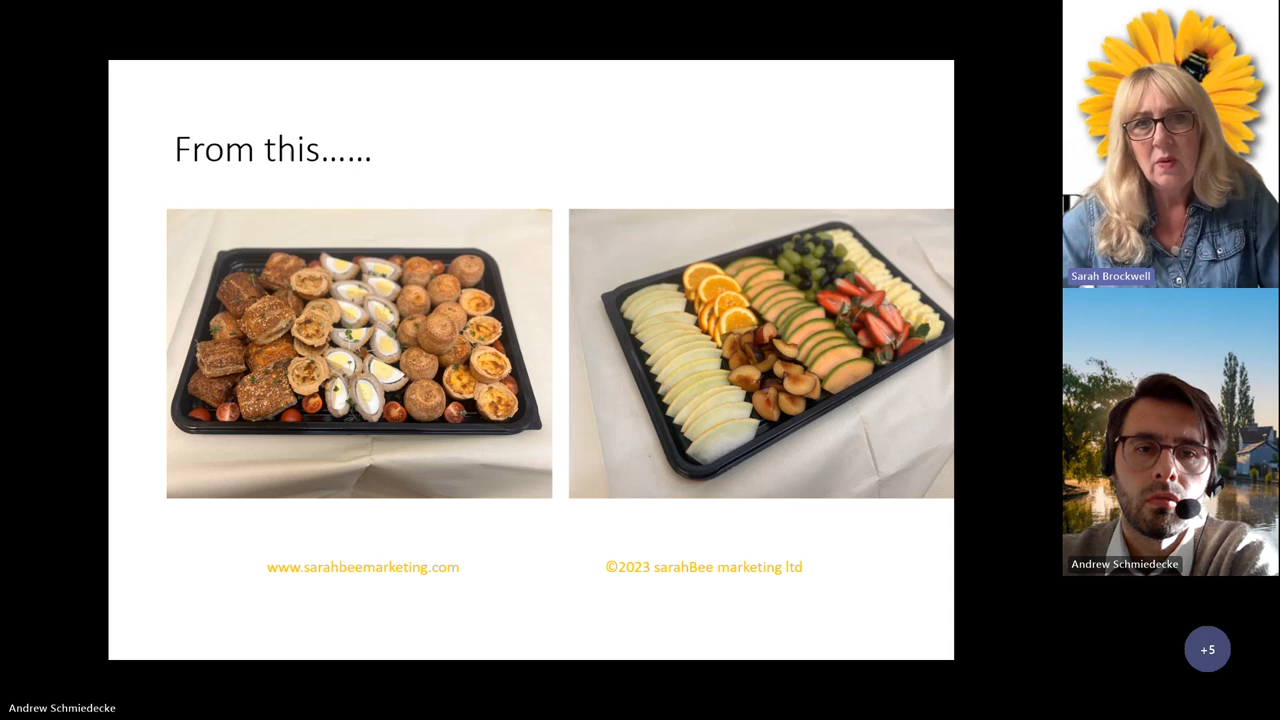 From this......
www.sarahbeemarketing.com
©2023 sarahBee marketing ltd
Sarah Brockwell
Andrew Schmiedecke
+5
Andrew Schmiedecke